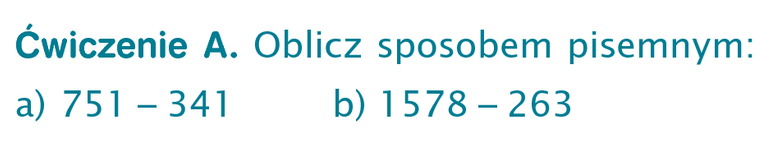 Ćwiczenie A. Oblicz sposobem pisemnym:
a) 751 – 341 b) 1578 – 263